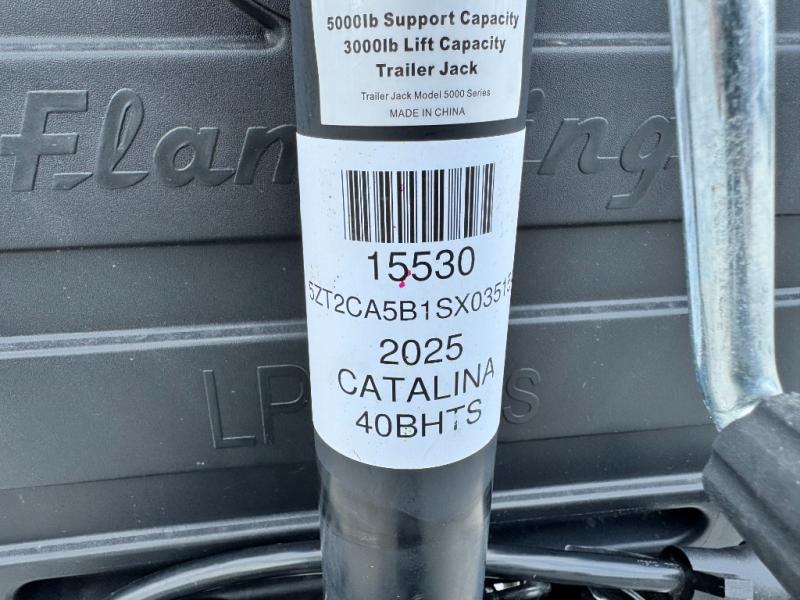 5000lb Support Capacity
3000lb Lift Capacity
Trailer Jack
Trailer Jack Model 5000 Series
MADE IN CHINA
15530
2025
CATALINA
40BHTS